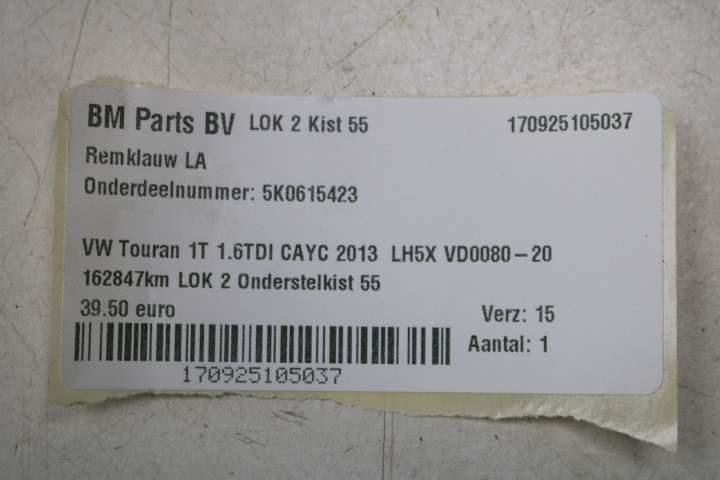 BM Parts BV LOK 2 Kist 55 170925105037
Remklauw LA
Onderdeelnummer: 5K0615423
VW Touran 1T 1.6TDI CAYC 2013 LH5X VD0080-20
162847km LOK 2 Onderstelkist 55
39.50 euro Verz: 15
Aantal: 1
170925105037